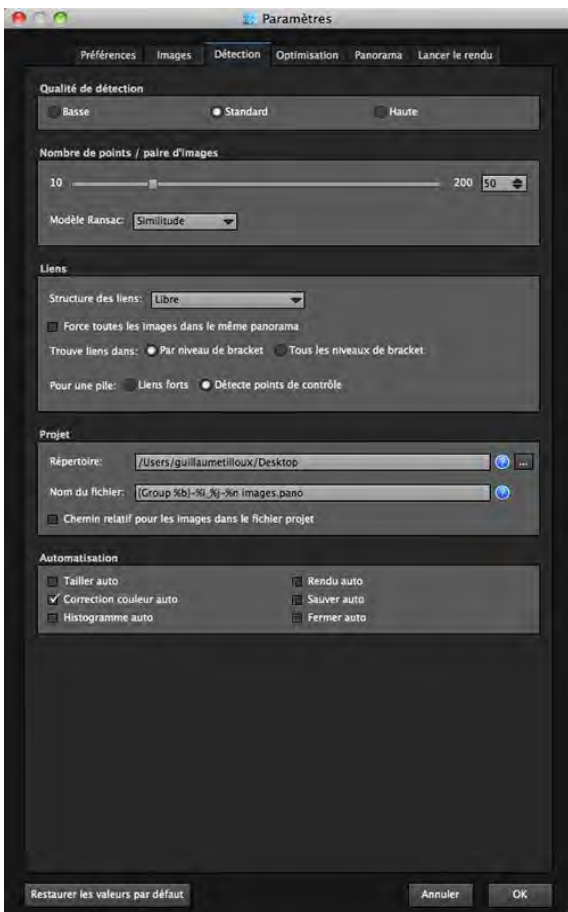 Paramètres
Préférences Images Détection Optimisation Panorama Lancer le rendu
Qualité de détection
Basse Standard Haute
Nombre de points / paire d'images
10 200 50
Modèle Ransac: Similitude
Liens
Structure des liens: Libre
Force toutes les images dans le même panorama
Trouve liens dans: Par niveau de bracket Tous les niveaux de bracket
Pour une pile: Liens forts Détecte points de contrôle
Projet
Répertoire: /Users/guillaumetilloux/Desktop ? ...
Nom du fichier: [Group %b]-%i_%j-%n images.pano ?
Chemin relatif pour les images dans le fichier projet
Automatisation
Tailler auto Rendu auto
Correction couleur auto Sauver auto
Histogramme auto Fermer auto
Restaurer les valeurs par défaut Annuler OK